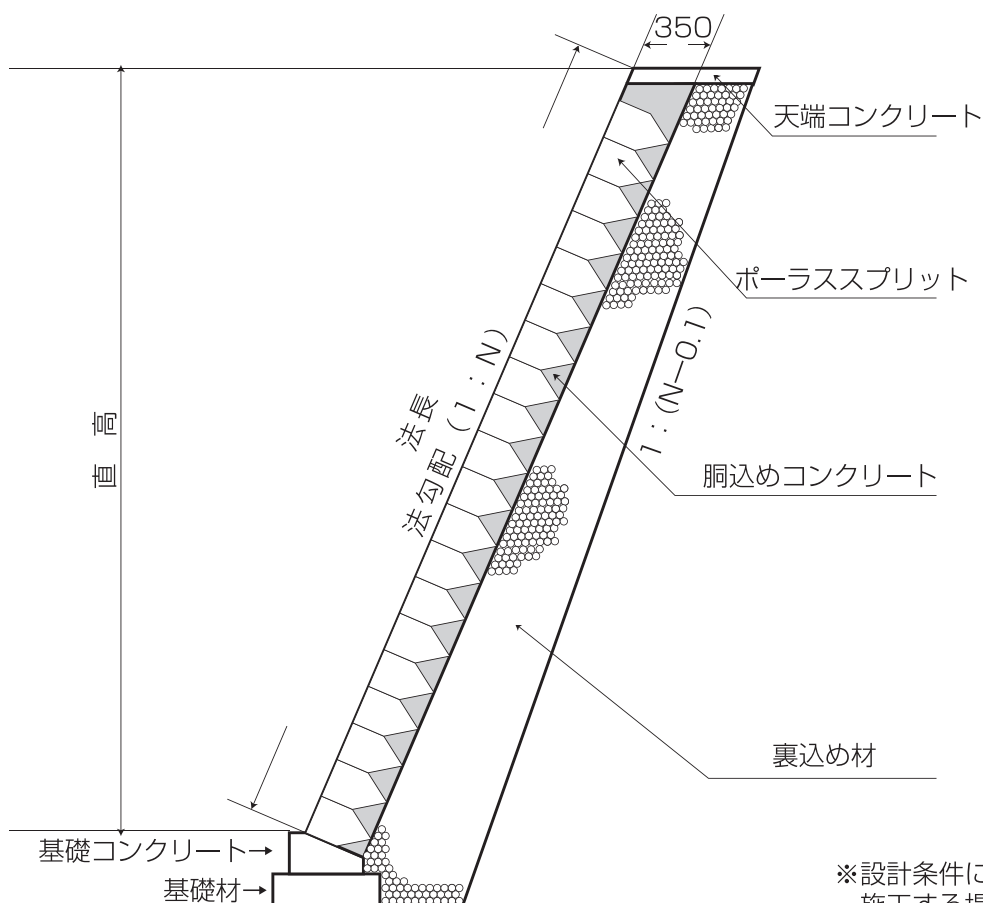 350
天端コンクリート
ポーラススプリット
1：(N—0.1)
法長
法勾配（1：N）
直高
胴込めコンクリート
裏込め材
基礎コンクリート→
基礎材→
※設計条件に